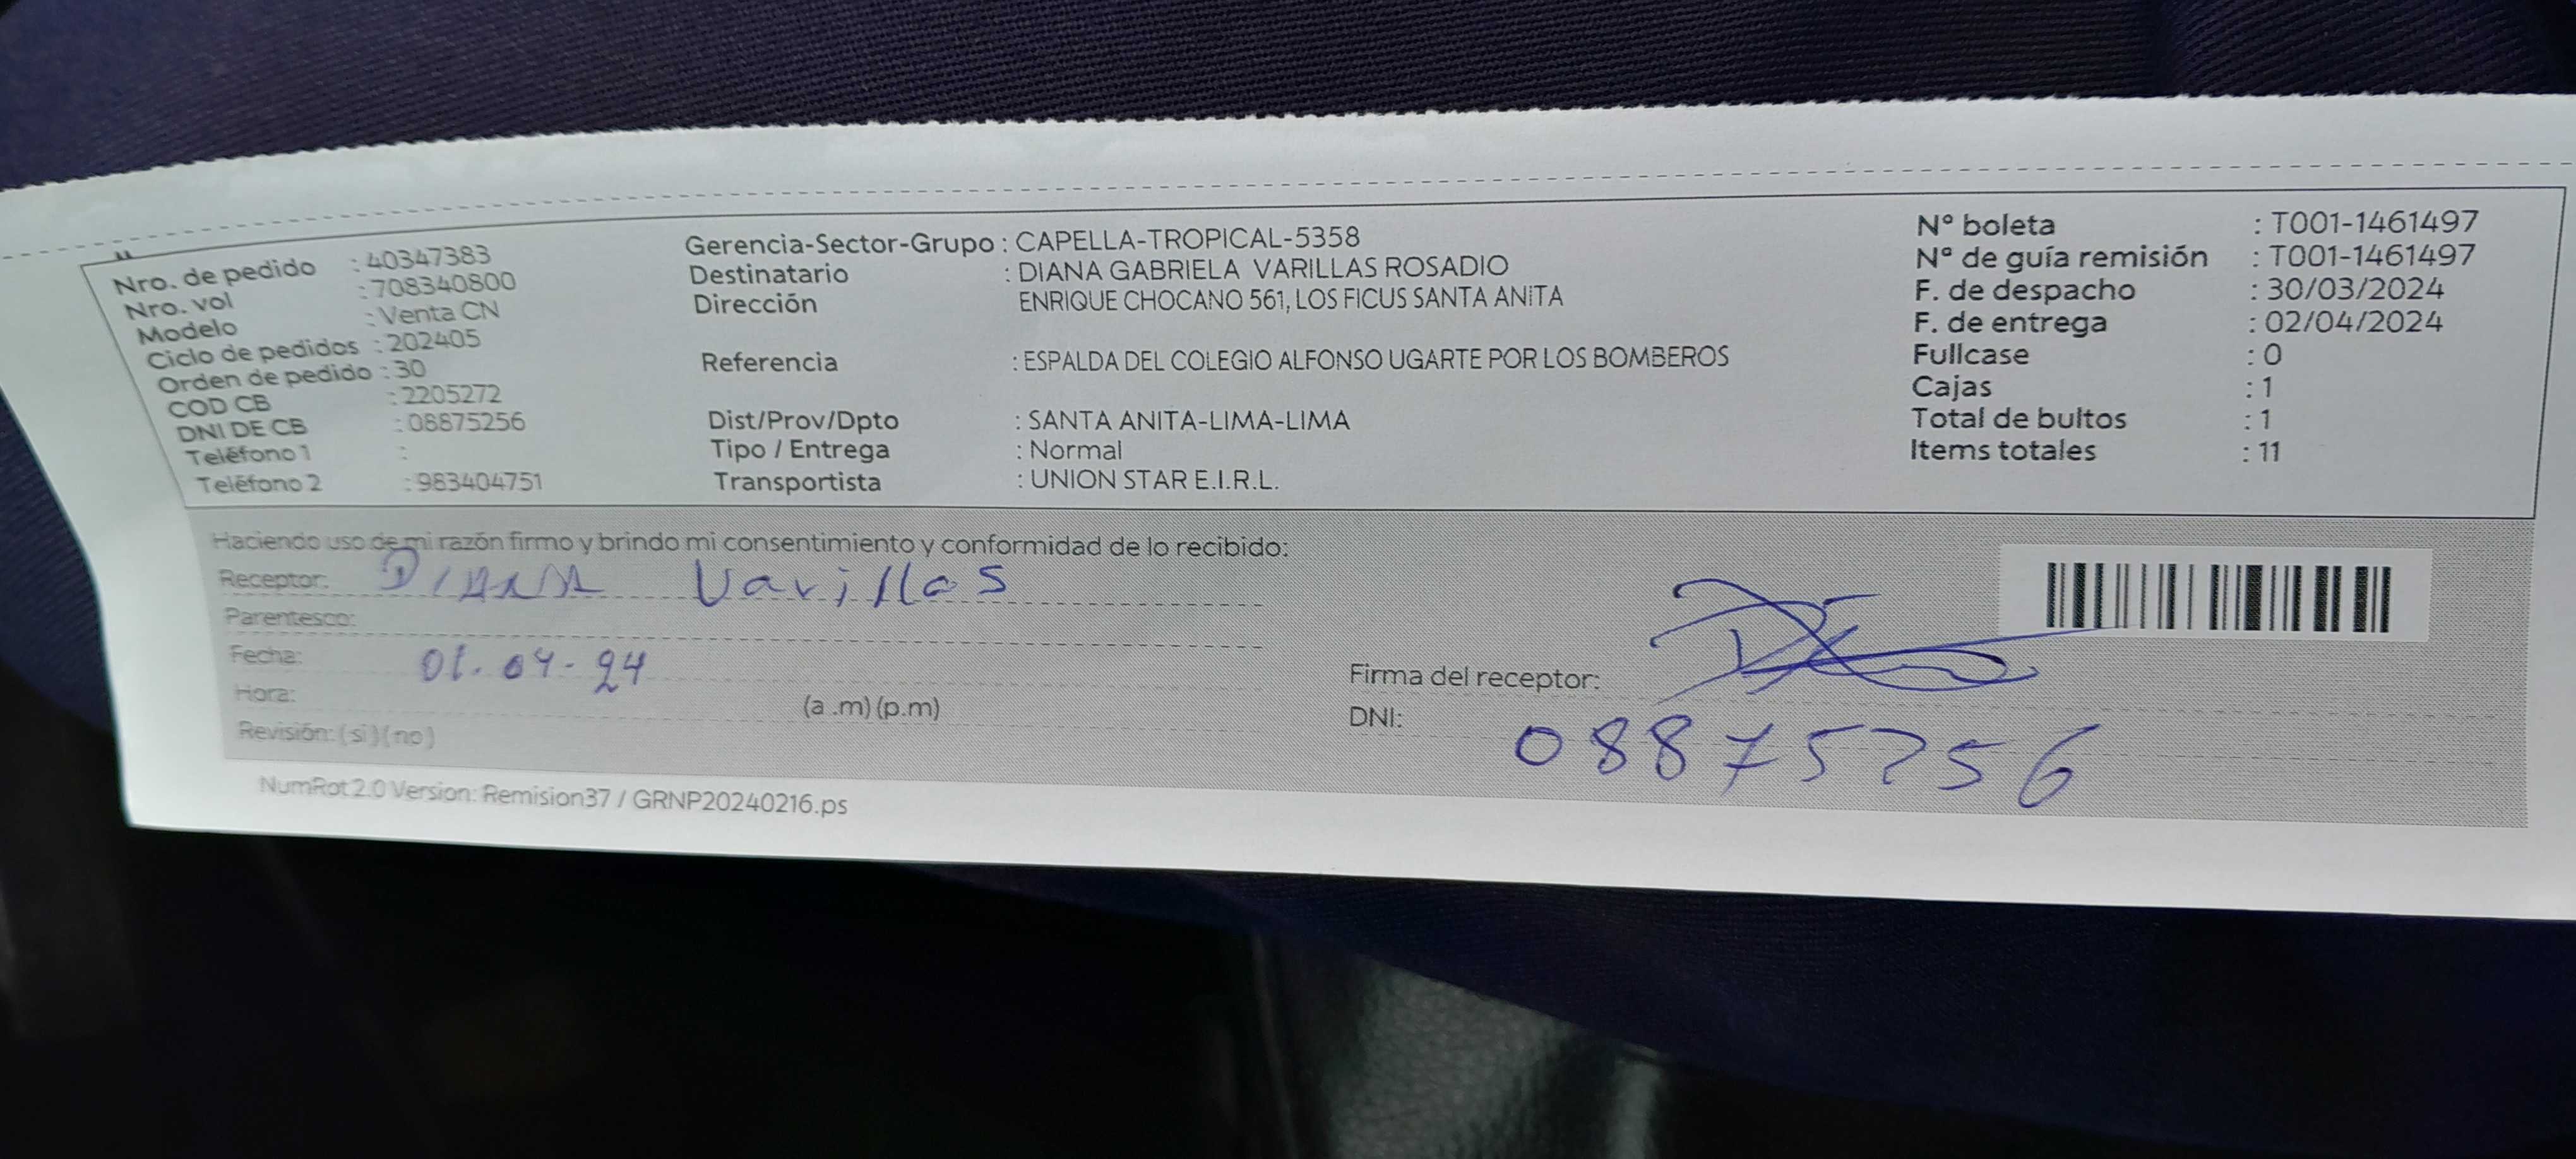 Nro. de pedido : 40347383
Nro. vol : 708340800
Modelo : Venta CN
Ciclo de pedidos : 202405
Orden de pedido : 30
COD CB : 2205272
DNI DE CB : 08875256
Teléfono 1 :
Teléfono 2 : 983404751
Gerencia-Sector-Grupo : CAPELLA-TROPICAL-5358
Destinatario : DIANA GABRIELA VARILLAS ROSADIO
Dirección ENRIQUE CHOCANO 561, LOS FICUS SANTA ANITA
Referencia : ESPALDA DEL COLEGIO ALFONSO UGARTE POR LOS BOMBEROS
Dist/Prov/Dpto : SANTA ANITA-LIMA-LIMA
Tipo / Entrega : Normal
Transportista : UNION STAR E.I.R.L.
Nº boleta : T001-1461497
Nº de guía remisión : T001-1461497
F. de despacho : 30/03/2024
F. de entrega : 02/04/2024
Fullcase : 0
Cajas : 1
Total de bultos : 1
Items totales : 11
Haciendo uso de mi razón firmo y brindo mi consentimiento y conformidad de lo recibido:
Receptor: DIANA Varillas
Parentesco:
Fecha: 01-04-24
Hora: (a .m) (p.m)
Revisión: ( si ) ( no )
Firma del receptor:
DNI: 08875256
NumRot 2.0 Version: Remision37 / GRNP20240216.ps